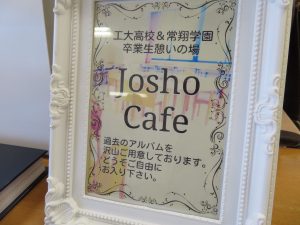 工大高校＆常翔学園
卒業生憩いの場
Josho
Cafe
過去のアルバムを
沢山ご用意しております。
どうぞご自由に
お入り下さい。